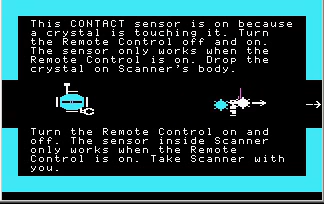 This CONTACT sensor is on because
a crystal is touching it. Turn
the Remote Control off and on.
The sensor only works when the
Remote Control is on. Drop the
crystal on Scanner's body.
Turn the Remote Control on and
off. The sensor inside Scanner
only works when the Remote
Control is on. Take Scanner with
you.